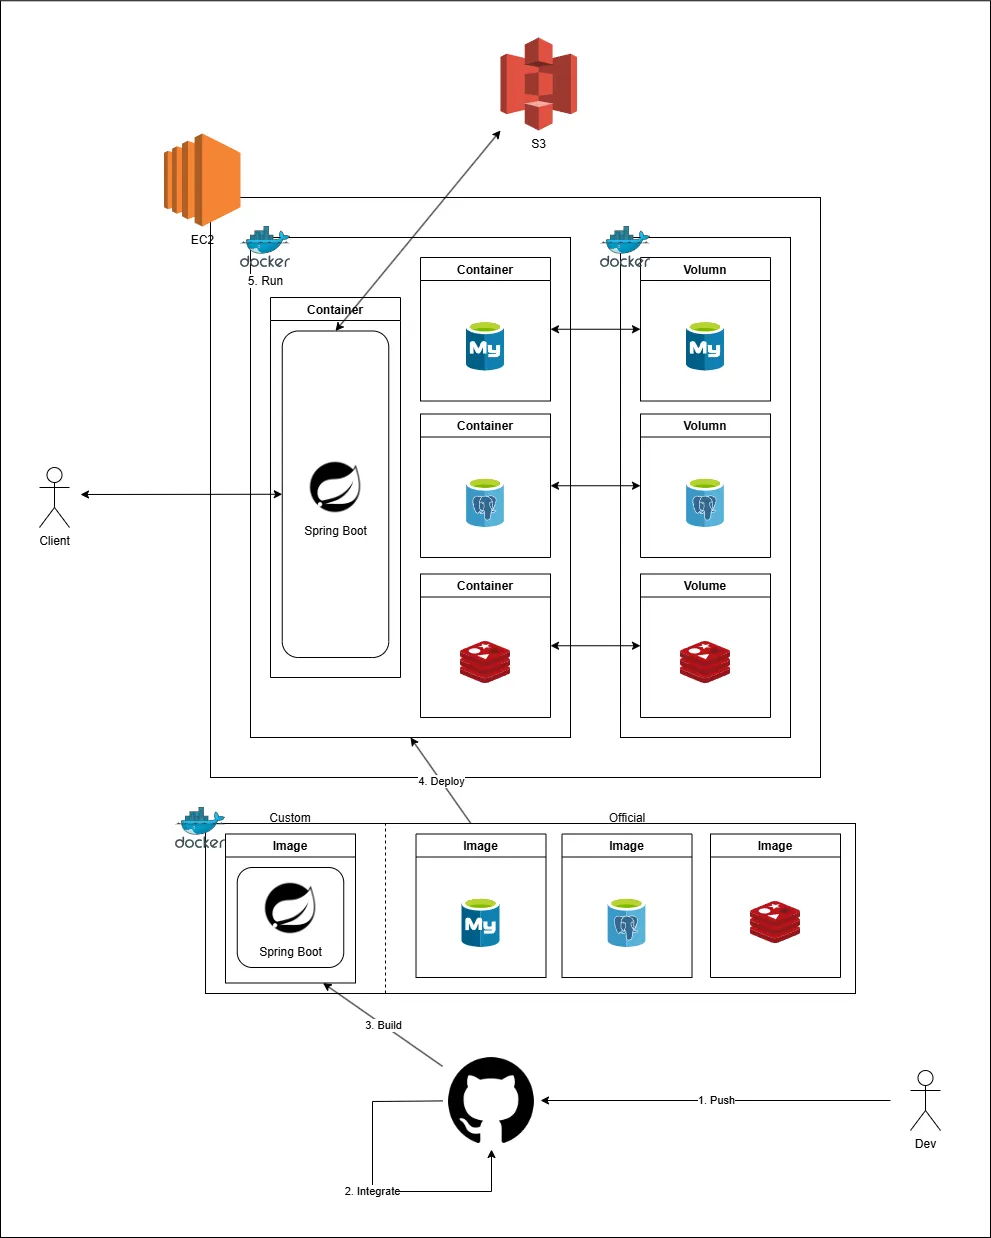 S3
EC2
docker
5. Run
docker
Container
Volumn
Container
My
My
Container
Volumn
Spring Boot
Client
Container
Volume
4. Deploy
docker
Custom
Official
Image
Image
Image
Image
My
Spring Boot
3. Build
1. Push
Dev
2. Integrate